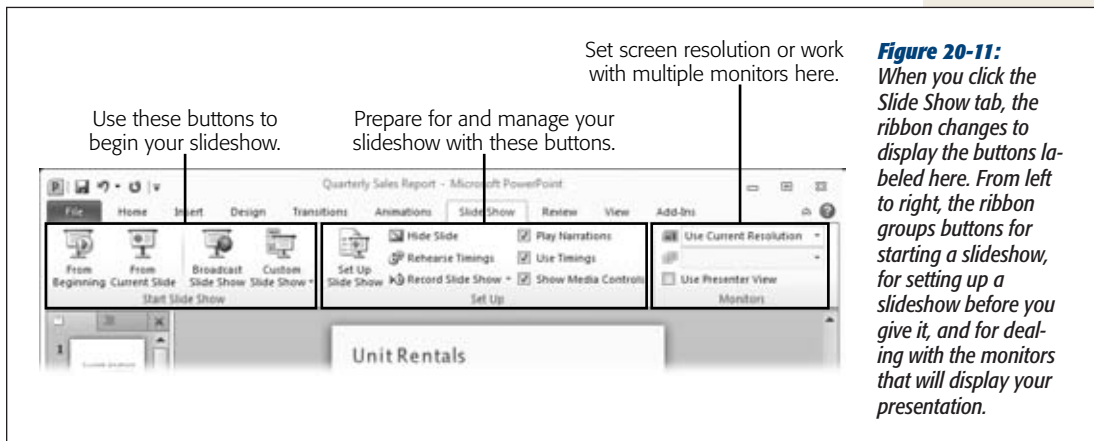 Set screen resolution or work
with multiple monitors here.
Use these buttons to
begin your slideshow.
Prepare for and manage your
slideshow with these buttons.
Quarterly Sales Report - Microsoft PowerPoint
File Home Insert Design Transitions Animations Slide Show Review View Add-Ins
From Beginning
From Current Slide
Broadcast Slide Show
Custom Slide Show
Start Slide Show
Set Up Slide Show
Hide Slide
Rehearse Timings
Record Slide Show
Play Narrations
Use Timings
Show Media Controls
Set Up
Use Current Resolution
Use Presenter View
Monitors
1
Unit Rentals
Figure 20-11:
When you click the
Slide Show tab, the
ribbon changes to
display the buttons la-
beled here. From left
to right, the ribbon
groups buttons for
starting a slideshow,
for setting up a
slideshow before you
give it, and for deal-
ing with the monitors
that will display your
presentation.